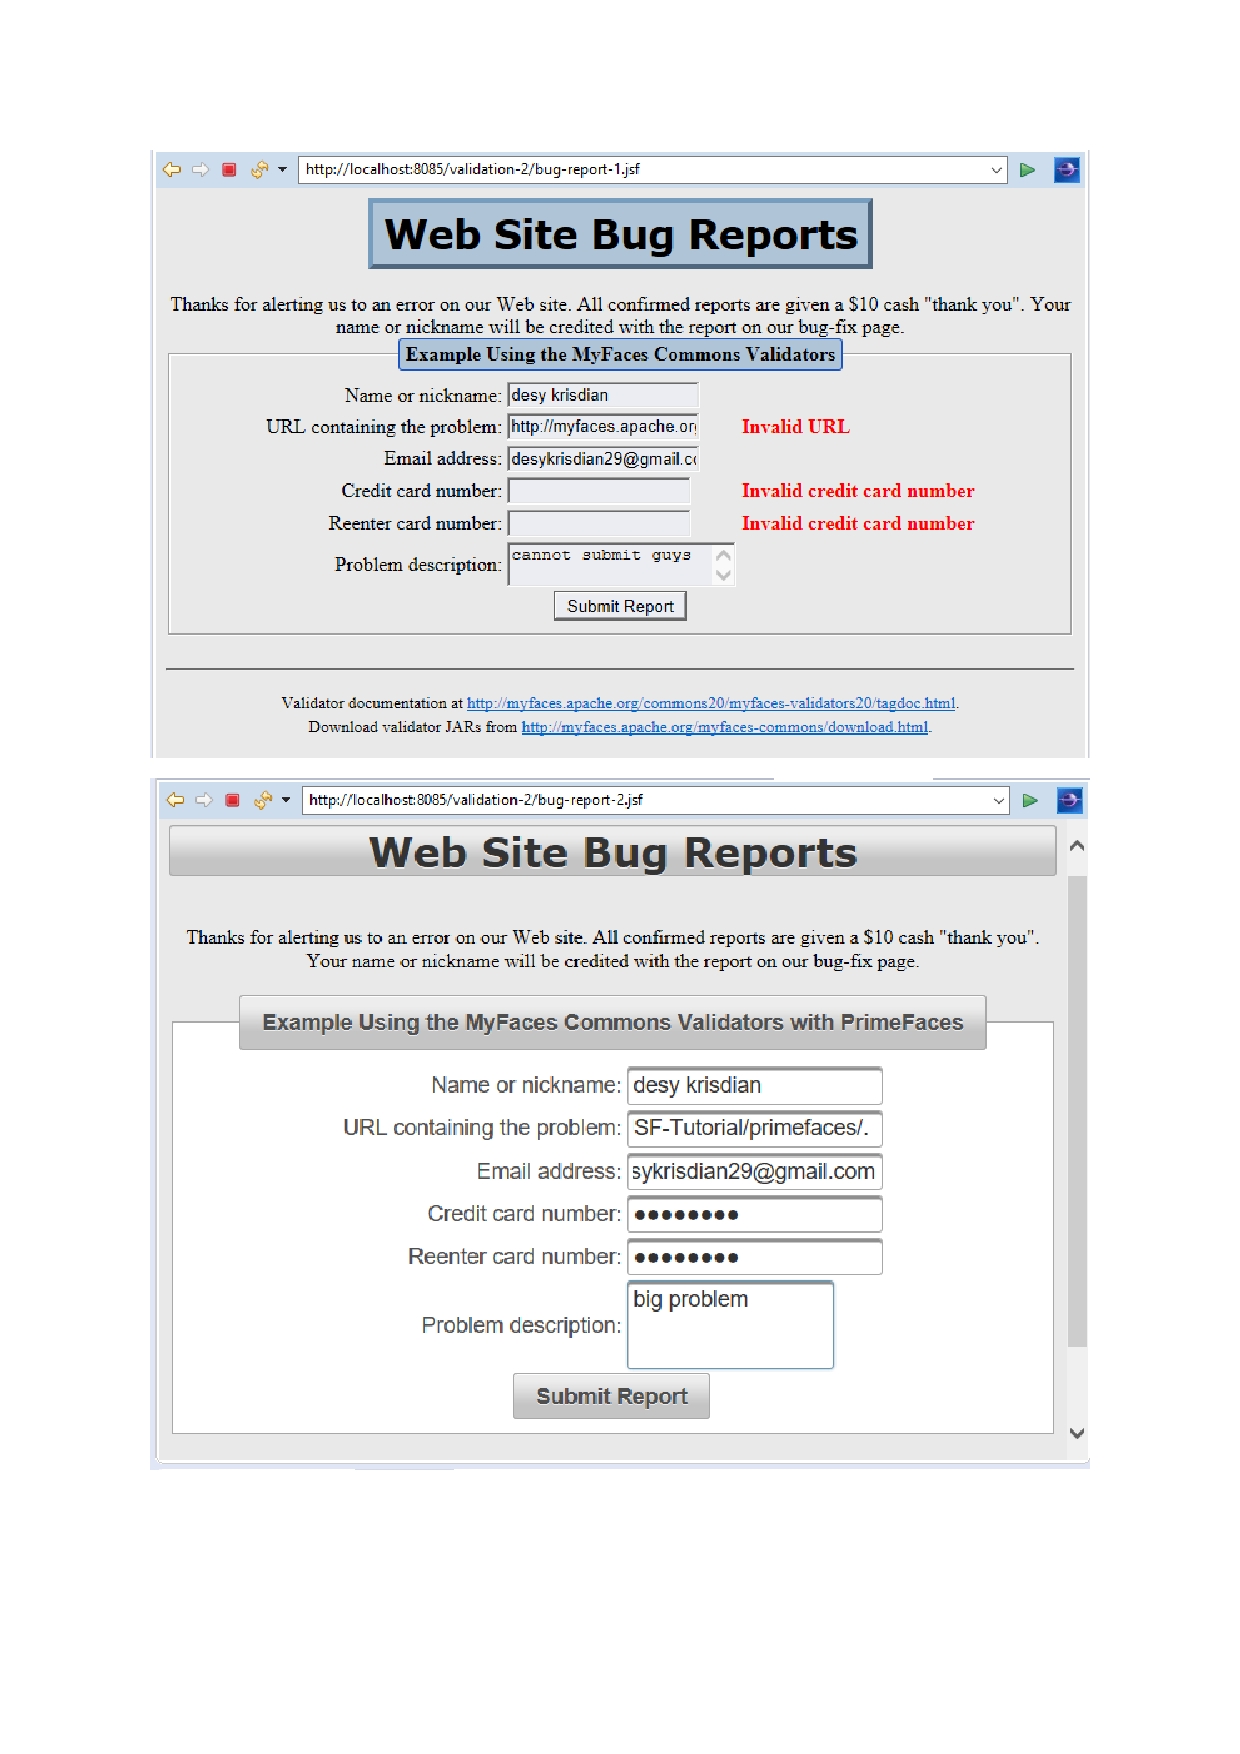 http://localhost:8085/validation-2/bug-report-1.jsf
Web Site Bug Reports
Thanks for alerting us to an error on our Web site. All confirmed reports are given a $10 cash "thank you". Your
name or nickname will be credited with the report on our bug-fix page.
Example Using the MyFaces Commons Validators
Name or nickname: desy krisdian
URL containing the problem: http://myfaces.apache.or Invalid URL
Email address: desykrisdian29@gmail.c
Credit card number: Invalid credit card number
Reenter card number: Invalid credit card number
Problem description: cannot submit guys
Submit Report
Validator documentation at http://myfaces.apache.org/commons20/myfaces-validators20/tagdoc.html.
Download validator JARs from http://myfaces.apache.org/myfaces-commons/download.html.
http://localhost:8085/validation-2/bug-report-2.jsf
Web Site Bug Reports
Thanks for alerting us to an error on our Web site. All confirmed reports are given a $10 cash "thank you".
Your name or nickname will be credited with the report on our bug-fix page.
Example Using the MyFaces Commons Validators with PrimeFaces
Name or nickname: desy krisdian
URL containing the problem: SF-Tutorial/primefaces/.
Email address: sykrisdian29@gmail.com
Credit card number: ●●●●●●●●
Reenter card number: ●●●●●●●●
Problem description: big problem
Submit Report